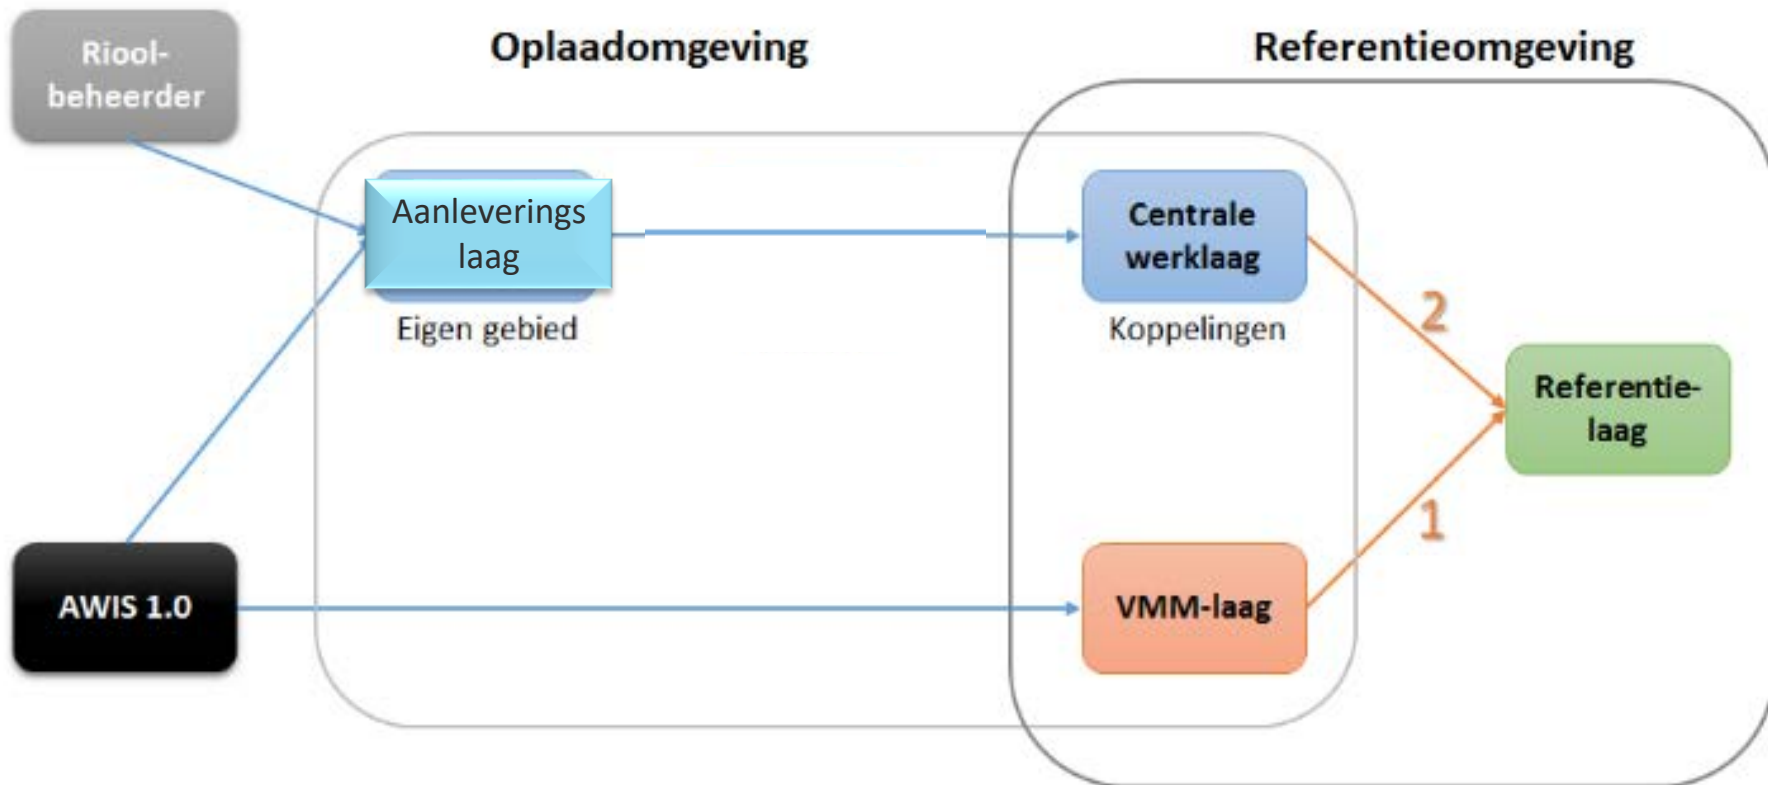 Riool-
beheerder
Oplaadomgeving
Referentieomgeving
Aanleverings
laag
Eigen gebied
Centrale
werklaag
Koppelingen
2
Referentie-
laag
1
AWIS 1.0
VMM-laag